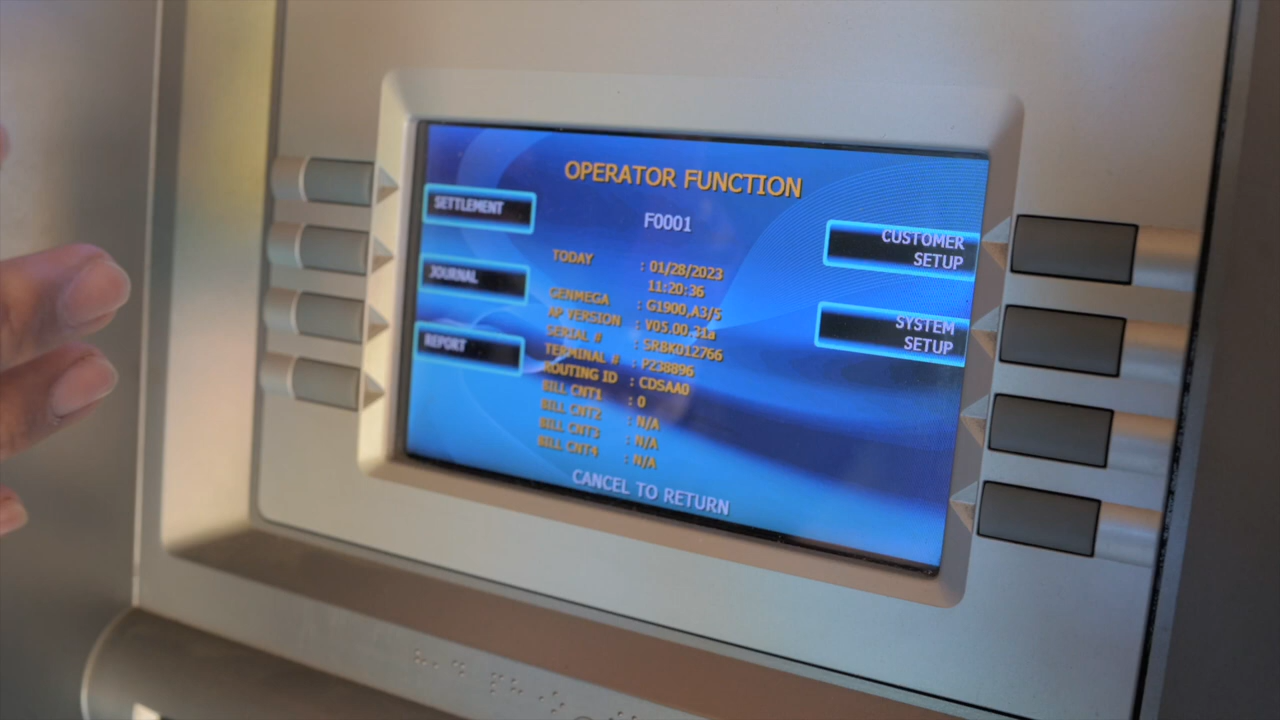 OPERATOR FUNCTION
F0001
SETTLEMENT
JOURNAL
REPORT
CUSTOMER
SETUP
SYSTEM
SETUP
TODAY : 01/28/2023
11:20:36
GENMEGA : G1900,A3/5
AP VERSION : V05.00.31a
SERIAL # : SR8K012766
TERMINAL # : P238896
ROUTING ID : CDSAA0
BILL CNT1 : 0
BILL CNT2 : N/A
BILL CNT3 : N/A
BILL CNT4 : N/A
CANCEL TO RETURN